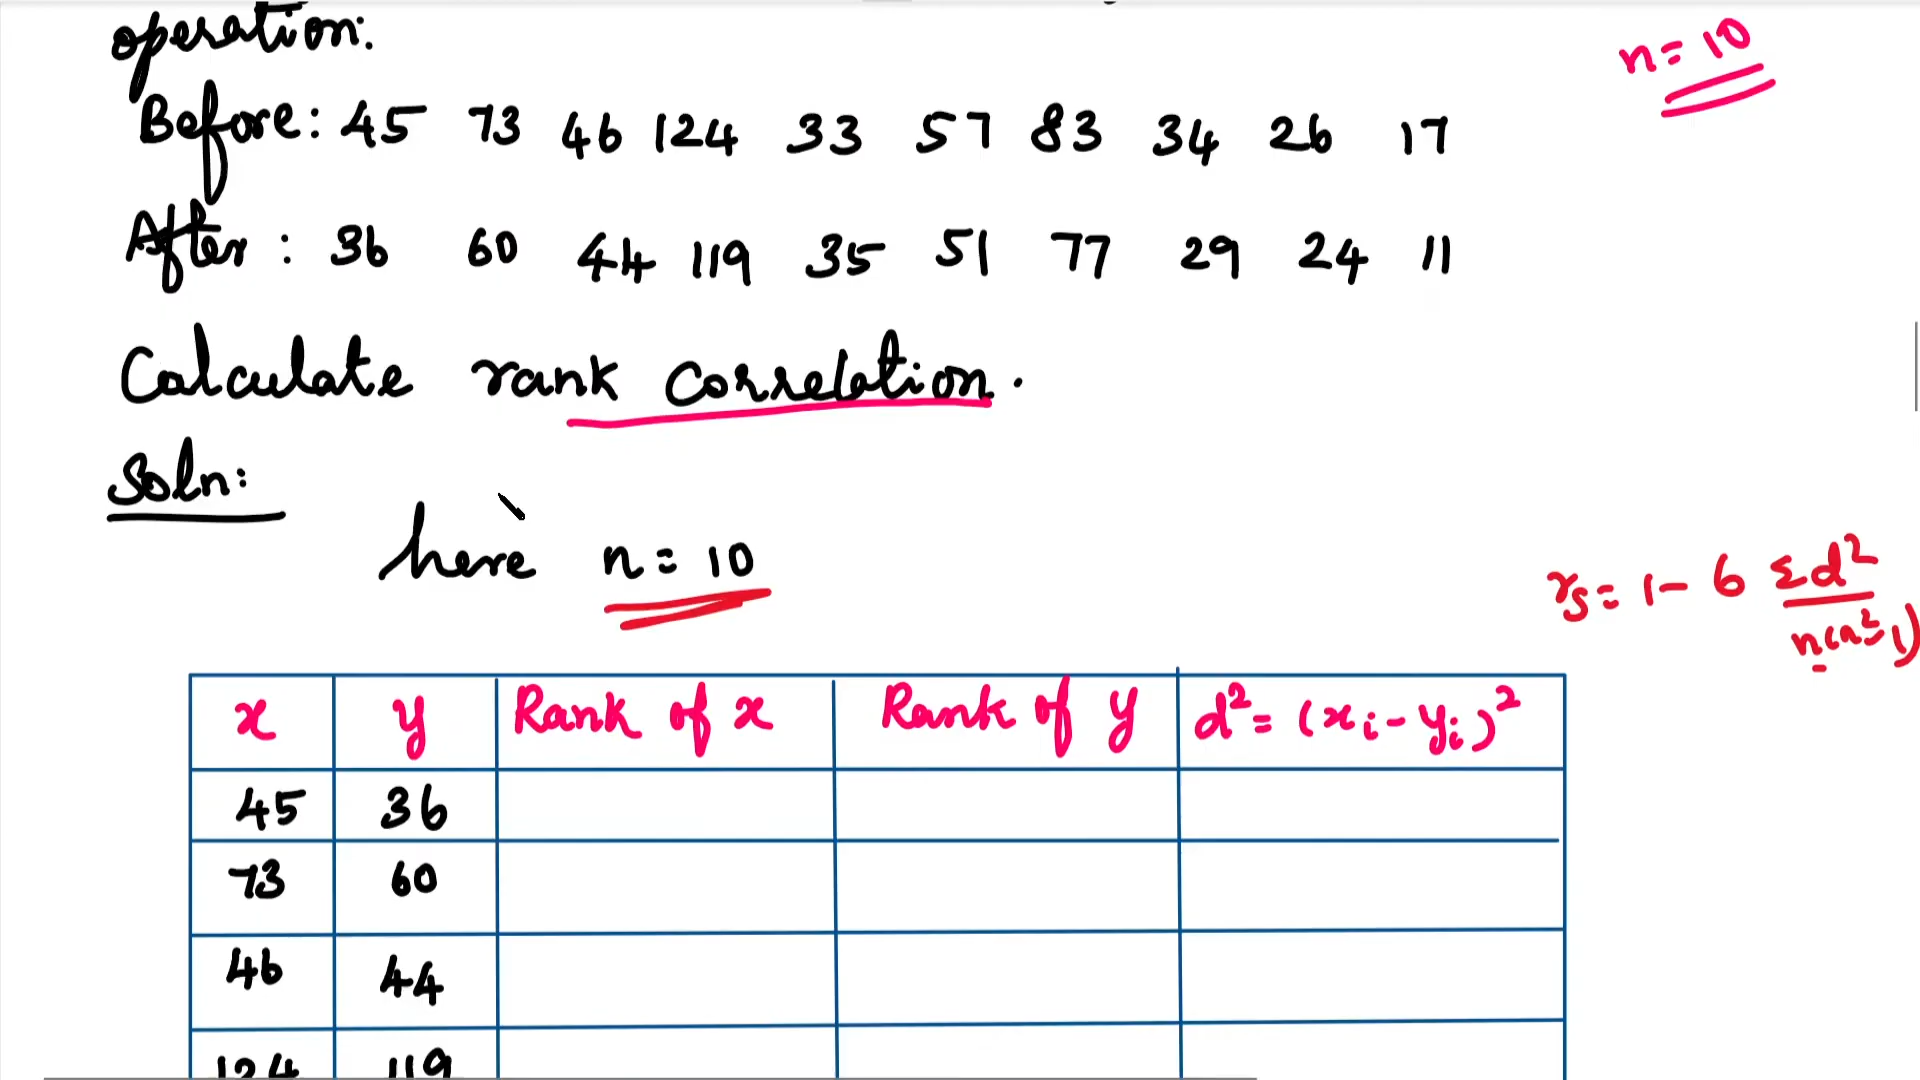 operation:
n = 10
Before: 45 73 46 124 33 57 83 34 26 17
After: 36 60 44 119 35 51 77 29 24 11
Calculate rank correlation.
Soln:
here n = 10
rs = 1 - 6 Σd²
n(n²-1)
x y Rank of x Rank of y d² = (xi - yi)²
45 36
73 60
46 44
124 119